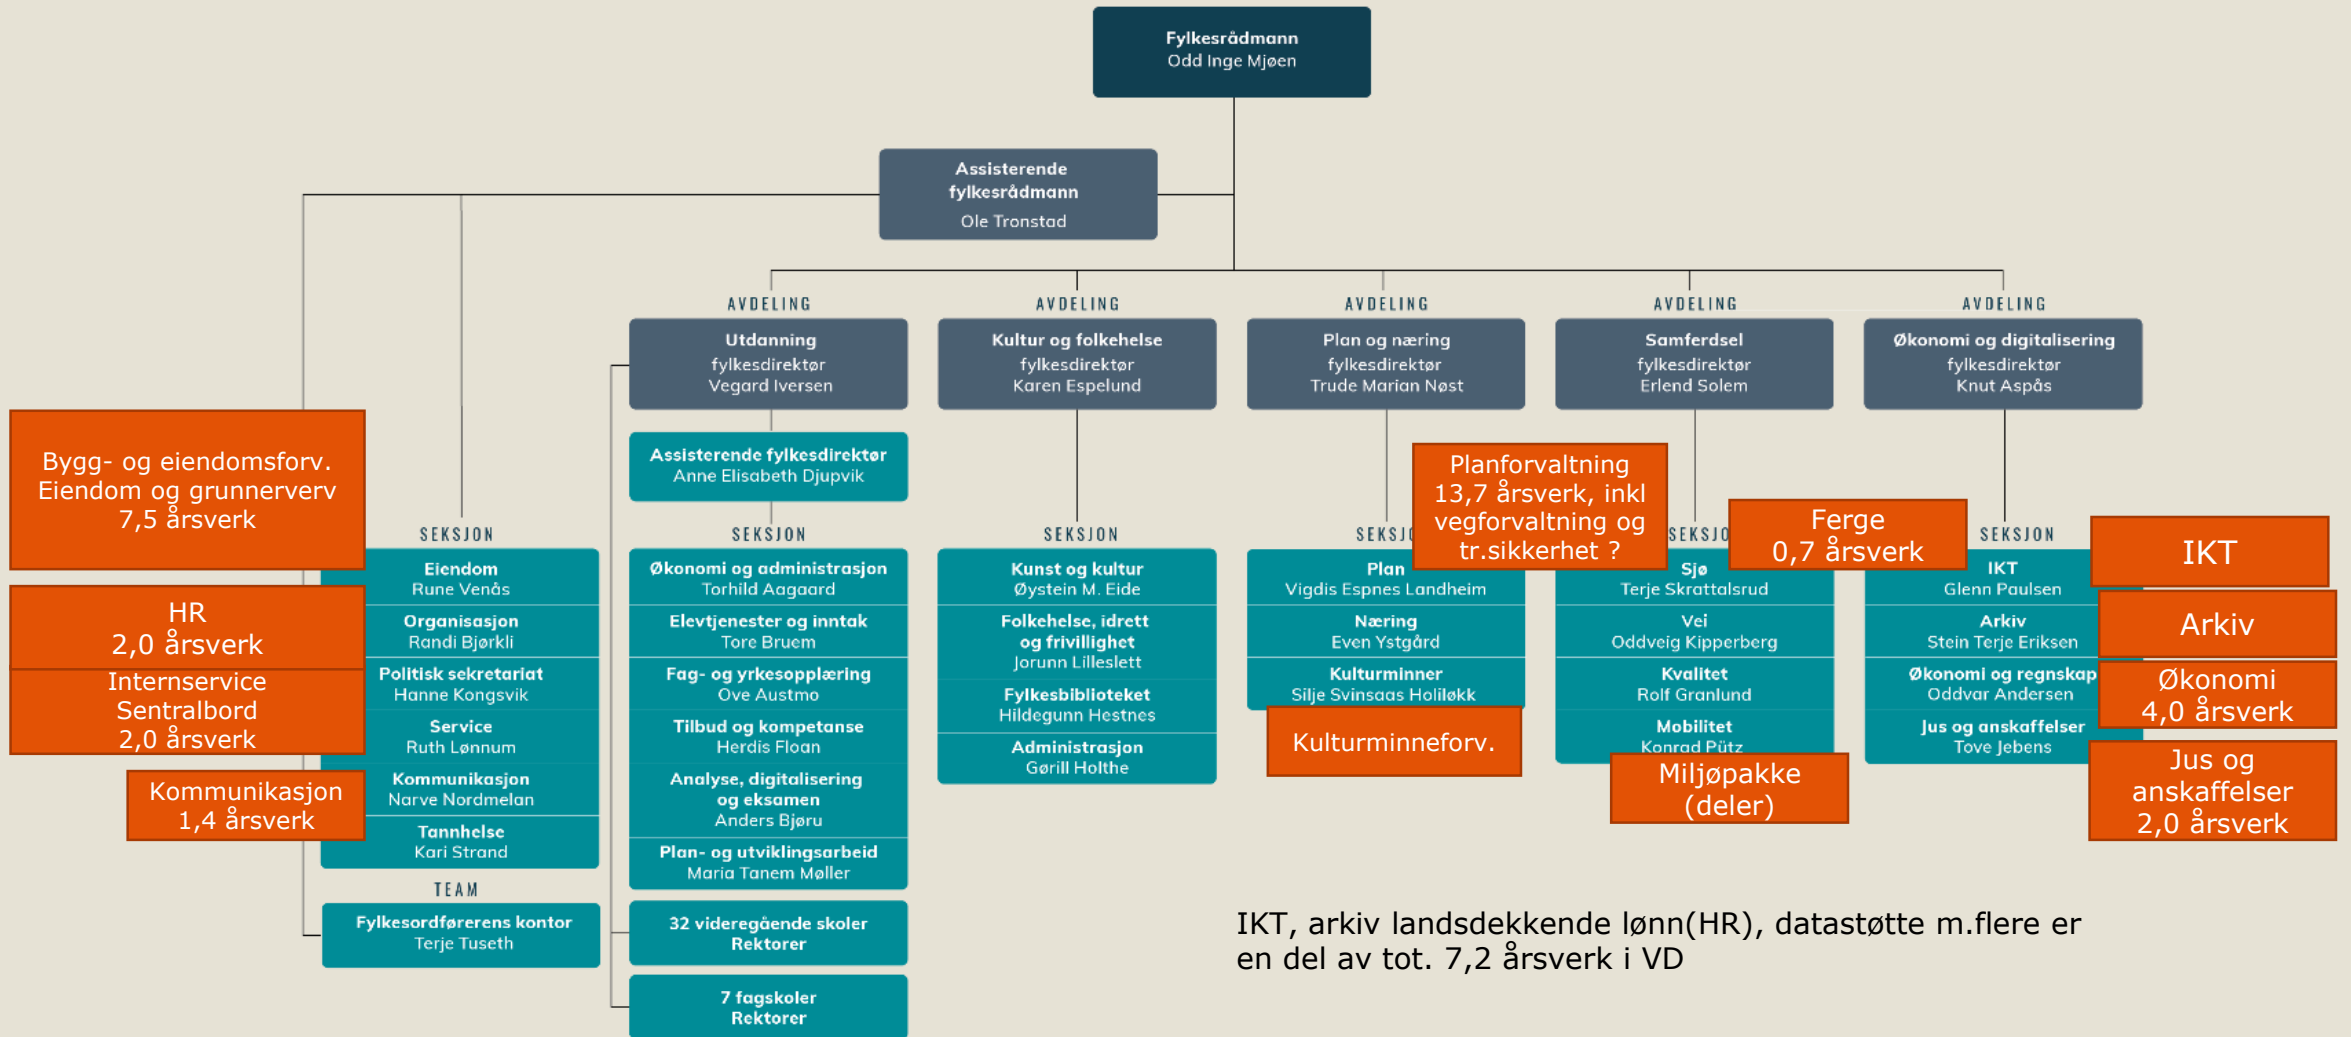 Fylkesrådmann
Odd Inge Mjøen
Assisterende
fylkesrådmann
Ole Tronstad
AVDELING
Utdanning
fylkesdirektør
Vegard Iversen
AVDELING
Kultur og folkehelse
fylkesdirektør
Karen Espelund
AVDELING
Plan og næring
fylkesdirektør
Trude Marian Nøst
AVDELING
Samferdsel
fylkesdirektør
Erlend Solem
AVDELING
Økonomi og digitalisering
fylkesdirektør
Knut Aspås
Assisterende fylkesdirektør
Anne Elisabeth Djupvik
Bygg- og eiendomsforv.
Eiendom og grunnerverv
7,5 årsverk
HR
2,0 årsverk
Internservice
Sentralbord
2,0 årsverk
Kommunikasjon
1,4 årsverk
SEKSJON
Eiendom
Rune Venås
Organisasjon
Randi Bjørkli
Politisk sekretariat
Hanne Kongsvik
Service
Ruth Lønnum
Kommunikasjon
Narve Nordmelan
Tannhelse
Kari Strand
TEAM
Fylkesordførerens kontor
Terje Tuseth
SEKSJON
Økonomi og administrasjon
Torhild Aagaard
Elevtjenester og inntak
Tore Bruem
Fag- og yrkesopplæring
Ove Austmo
Tilbud og kompetanse
Herdis Floan
Analyse, digitalisering
og eksamen
Anders Bjøru
Plan- og utviklingsarbeid
Maria Tanem Møller
32 videregående skoler
Rektorer
7 fagskoler
Rektorer
SEKSJON
Kunst og kultur
Øystein M. Eide
Folkehelse, idrett
og frivillighet
Jorunn Lilleslett
Fylkesbiblioteket
Hildegunn Hestnes
Administrasjon
Gørill Holthe
Planforvaltning
13,7 årsverk, inkl
vegforvaltning og
tr.sikkerhet ?
SEKSJO
Plan
Vigdis Espnes Landheim
Næring
Even Ystgård
Kulturminner
Silje Svinsaas Holiløkk
Kulturminneforv.
Ferge
0,7 årsverk
SEKSJO
Sjø
Terje Skrattalsrud
Vei
Oddveig Kipperberg
Kvalitet
Rolf Granlund
Mobilitet
Konrad Pütz
Miljøpakke
(deler)
SEKSJON
IKT
Glenn Paulsen
Arkiv
Stein Terje Eriksen
Økonomi og regnskap
Oddvar Andersen
Jus og anskaffelser
Tove Jebens
IKT
Arkiv
Økonomi
4,0 årsverk
Jus og
anskaffelser
2,0 årsverk
IKT, arkiv landsdekkende lønn(HR), datastøtte m.flere er
en del av tot. 7,2 årsverk i VD